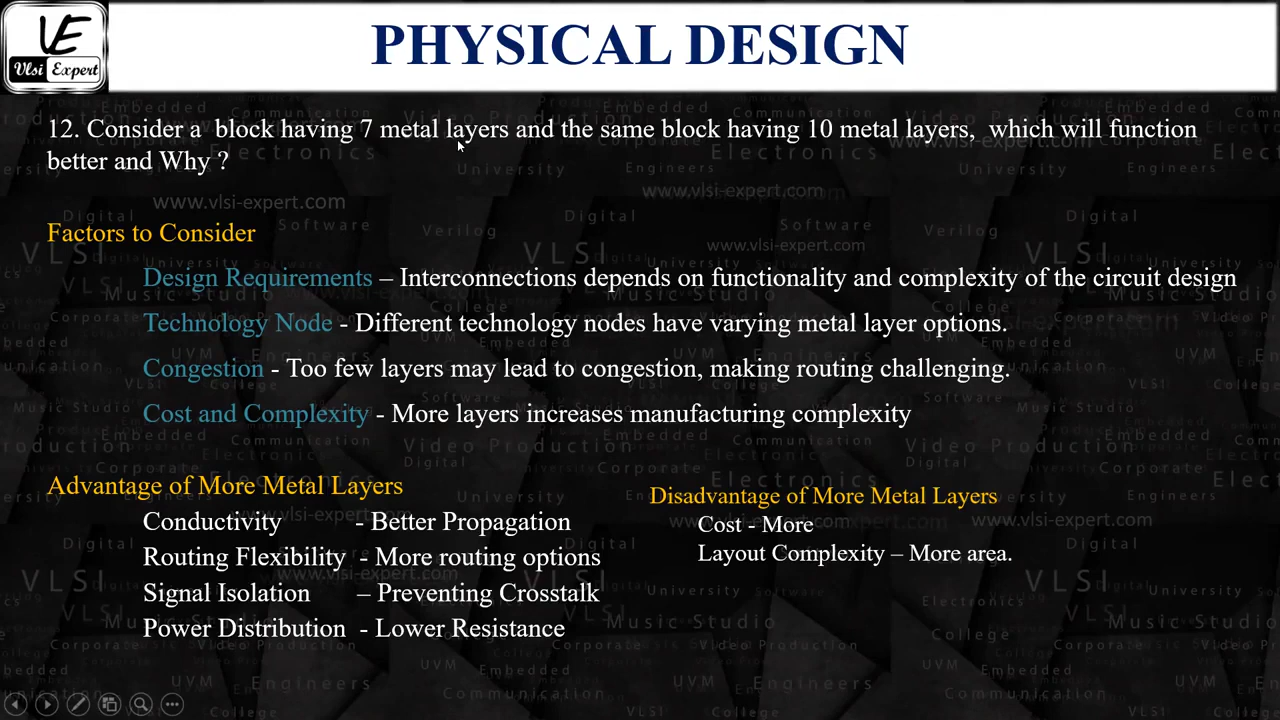 VE
Vlsi Expert
PHYSICAL DESIGN
12. Consider a block having 7 metal layers and the same block having 10 metal layers, which will function
better and Why ?
Factors to Consider
Design Requirements – Interconnections depends on functionality and complexity of the circuit design
Technology Node - Different technology nodes have varying metal layer options.
Congestion - Too few layers may lead to congestion, making routing challenging.
Cost and Complexity - More layers increases manufacturing complexity
Advantage of More Metal Layers
Conductivity - Better Propagation
Routing Flexibility - More routing options
Signal Isolation – Preventing Crosstalk
Power Distribution - Lower Resistance
Disadvantage of More Metal Layers
Cost - More
Layout Complexity – More area.